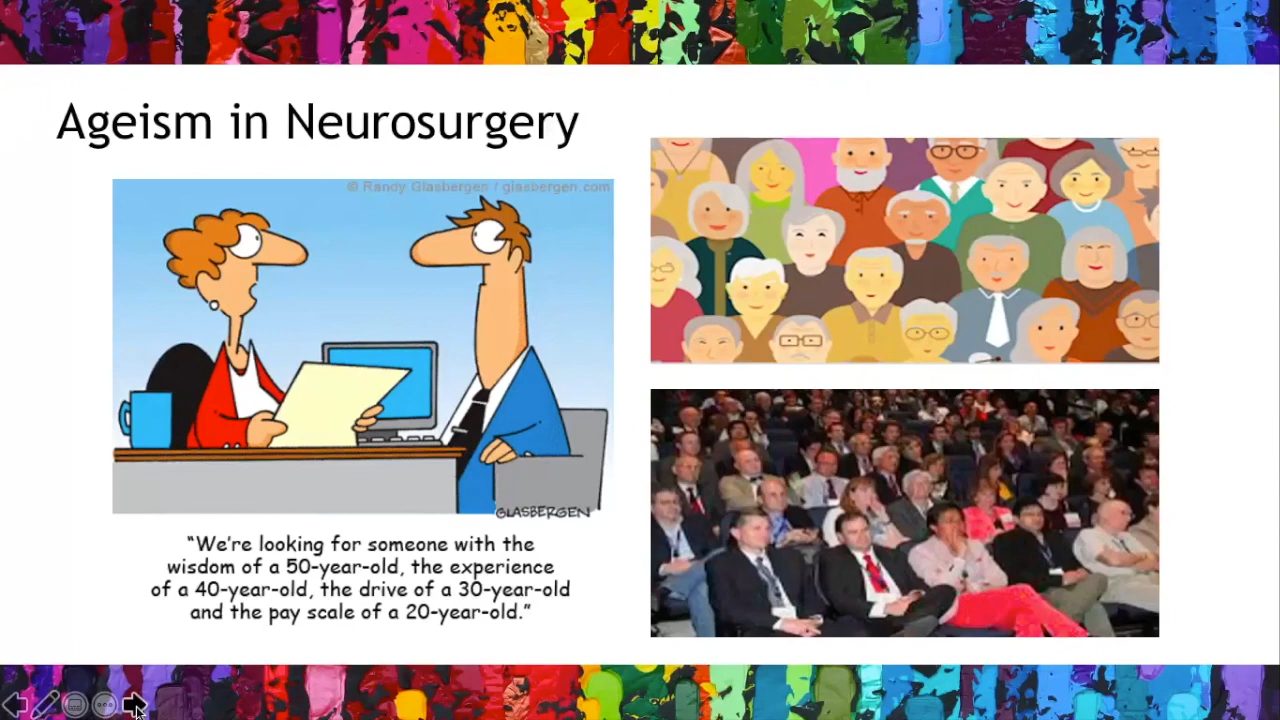 Ageism in Neurosurgery
© Randy Glasbergen / glasbergen.com
GLASBERGEN
“We’re looking for someone with the
wisdom of a 50-year-old, the experience
of a 40-year-old, the drive of a 30-year-old
and the pay scale of a 20-year-old.”